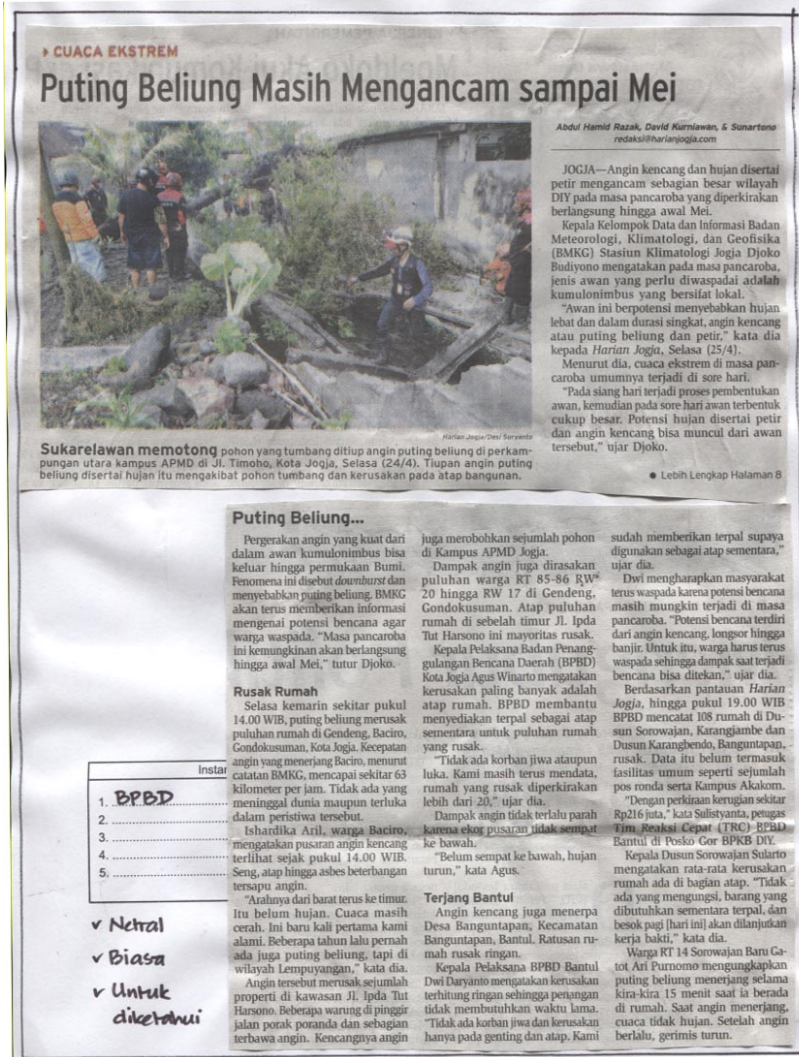 CUACA EKSTREM
Puting Beliung Masih Mengancam sampai Mei
Harian Jogja/Desi Suryanto
Sukarelawan memotong pohon yang tumbang ditiup angin puting beliung di perkam-
pungan utara kampus APMD di Jl. Timoho, Kota Jogja, Selasa (24/4). Tiupan angin puting
beliung disertai hujan itu mengakibat pohon tumbang dan kerusakan pada atap bangunan.
Abdul Hamid Razak, David Kurniawan, & Sunartono
redaksi@harianjogja.com
JOGJA—Angin kencang dan hujan disertai
petir mengancam sebagian besar wilayah
DIY pada masa pancaroba yang diperkirakan
berlangsung hingga awal Mei.
Kepala Kelompok Data dan Informasi Badan
Meteorologi, Klimatologi, dan Geofisika
(BMKG) Stasiun Klimatologi Jogja Djoko
Budiyono mengatakan pada masa pancaroba,
jenis awan yang perlu diwaspadai adalah
kumulonimbus yang bersifat lokal.
"Awan ini berpotensi menyebabkan hujan
lebat dan dalam durasi singkat, angin kencang
atau puting beliung dan petir," kata dia
kepada Harian Jogja, Selasa (25/4).
Menurut dia, cuaca ekstrem di masa pan-
caroba umumnya terjadi di sore hari.
"Pada siang hari terjadi proses pembentukan
awan, kemudian pada sore hari awan terbentuk
cukup besar. Potensi hujan disertai petir
dan angin kencang bisa muncul dari awan
tersebut," ujar Djoko.
Lebih Lengkap Halaman 8
Puting Beliung...
Pergerakan angin yang kuat dari
dalam awan kumulonimbus bisa
keluar hingga permukaan Bumi.
Fenomena ini disebut downburst dan
menyebabkan puting beliung. BMKG
akan terus memberikan informasi
mengenai potensi bencana agar
warga waspada. "Masa pancaroba
ini kemungkinan akan berlangsung
hingga awal Mei," tutur Djoko.
Rusak Rumah
Selasa kemarin sekitar pukul
14.00 WIB, puting beliung merusak
puluhan rumah di Gendeng, Baciro,
Gondokusuman, Kota Jogja. Kecepatan
angin yang menerjang Baciro, menurut
catatan BMKG, mencapai sekitar 63
kilometer per jam. Tidak ada yang
meninggal dunia maupun terluka
dalam peristiwa tersebut.
Ishardika Aril, warga Baciro,
mengatakan pusaran angin kencang
terlihat sejak pukul 14.00 WIB.
Seng, atap hingga asbes beterbangan
tersapu angin.
"Arahnya dari barat terus ke timur.
Itu belum hujan. Cuaca masih
cerah. Ini baru kali pertama kami
alami. Beberapa tahun lalu pernah
ada juga puting beliung, tapi di
wilayah Lempuyangan," kata dia.
Angin tersebut merusak sejumlah
properti di kawasan Jl. Ipda Tut
Harsono. Beberapa warung di pinggir
jalan porak poranda dan sebagian
terbawa angin. Kencangnya angin
juga merobohkan sejumlah pohon
di Kampus APMD Jogja.
Dampak angin juga dirasakan
puluhan warga RT 85-86 RW
20 hingga RW 17 di Gendeng,
Gondokusuman. Atap puluhan
rumah di sebelah timur Jl. Ipda
Tut Harsono ini mayoritas rusak.
Kepala Pelaksana Badan Penang-
gulangan Bencana Daerah (BPBD)
Kota Jogja Agus Winarto mengatakan
kerusakan paling banyak adalah
atap rumah. BPBD membantu
menyediakan terpal sebagai atap
sementara untuk puluhan rumah
yang rusak.
"Tidak ada korban jiwa ataupun
luka. Kami masih terus mendata,
rumah yang rusak diperkirakan
lebih dari 20," ujar dia.
Dampak angin tidak terlalu parah
karena ekor pusaran tidak sempat
ke bawah.
"Belum sempat ke bawah, hujan
turun," kata Agus.
Terjang Bantul
Angin kencang juga menerpa
Desa Banguntapan, Kecamatan
Banguntapan, Bantul. Ratusan ru-
mah rusak ringan.
Kepala Pelaksana BPBD Bantul
Dwi Daryanto mengatakan kerusakan
terhitung ringan sehingga penangan
tidak membutuhkan waktu lama.
"Tidak ada korban jiwa dan kerusakan
hanya pada genting dan atap. Kami
sudah memberikan terpal supaya
digunakan sebagai atap sementara,"
ujar dia.
Dwi mengharapkan masyarakat
terus waspada karena potensi bencana
masih mungkin terjadi di masa
pancaroba. "Potensi bencana terdiri
dari angin kencang, longsor hingga
banjir. Untuk itu, warga harus terus
waspada sehingga dampak saat terjadi
bencana bisa ditekan," ujar dia.
Berdasarkan pantauan Harian
Jogja, hingga pukul 19.00 WIB
BPBD mencatat 108 rumah di Du-
sun Sorowajan, Karangjambe dan
Dusun Karangbendo, Banguntapan,
rusak. Data itu belum termasuk
fasilitas umum seperti sejumlah
pos ronda serta Kampus Akakom.
"Dengan perkiraan kerugian sekitar
Rp216 juta," kata Sulistyanta, petugas
Tim Reaksi Cepat (TRC) BPBD
Bantul di Posko Gor BPKB DIY.
Kepala Dusun Sorowajan Sularto
mengatakan rata-rata kerusakan
rumah ada di bagian atap. "Tidak
ada yang mengungsi, barang yang
dibutuhkan sementara terpal, dan
besok pagi [hari ini] akan dilanjutkan
kerja bakti," kata dia.
Warga RT 14 Sorowajan Baru Ga-
tot Ari Purnomo mengungkapkan
puting beliung menerjang selama
kira-kira 15 menit saat ia berada
di rumah. Saat angin menerjang,
cuaca tidak hujan. Setelah angin
berlalu, gerimis turun.
Instan
1. BPBD
2.
3.
4.
5.
✓ Netral
✓ Biasa
✓ Untuk
diketahui